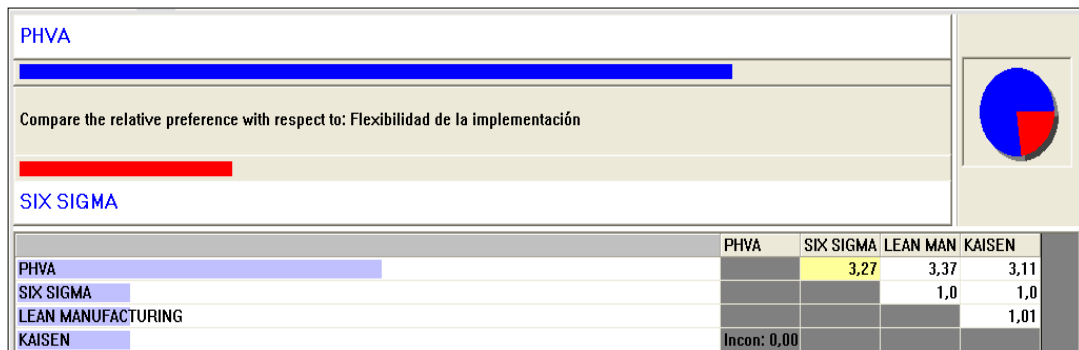 PHVA
Compare the relative preference with respect to: Flexibilidad de la implementación
SIX SIGMA
PHVA SIX SIGMA LEAN MAN KAISEN
PHVA 3,27 3,37 3,11
SIX SIGMA 1,0 1,0
LEAN MANUFACTURING 1,01
KAISEN Incon: 0,00